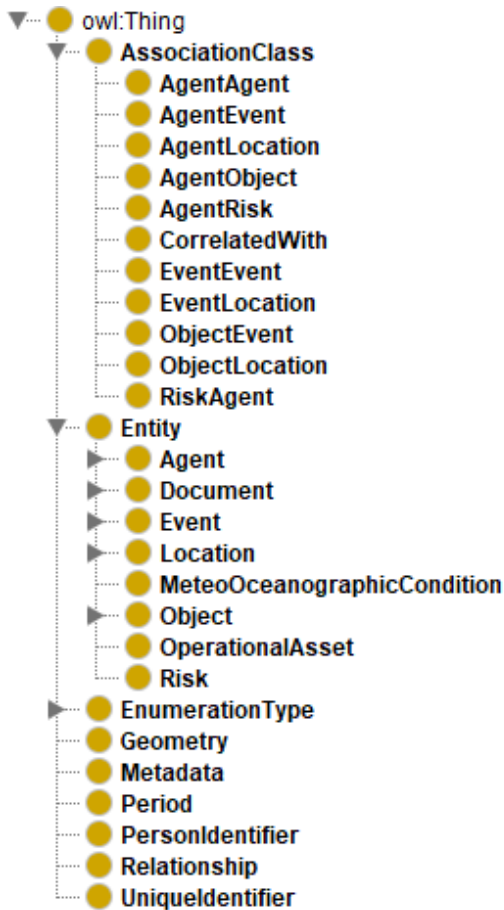 owl:Thing
AssociationClass
AgentAgent
AgentEvent
AgentLocation
AgentObject
AgentRisk
CorrelatedWith
EventEvent
EventLocation
ObjectEvent
ObjectLocation
RiskAgent
Entity
Agent
Document
Event
Location
MeteoOceanographicCondition
Object
OperationalAsset
Risk
EnumerationType
Geometry
Metadata
Period
PersonIdentifier
Relationship
UniqueIdentifier